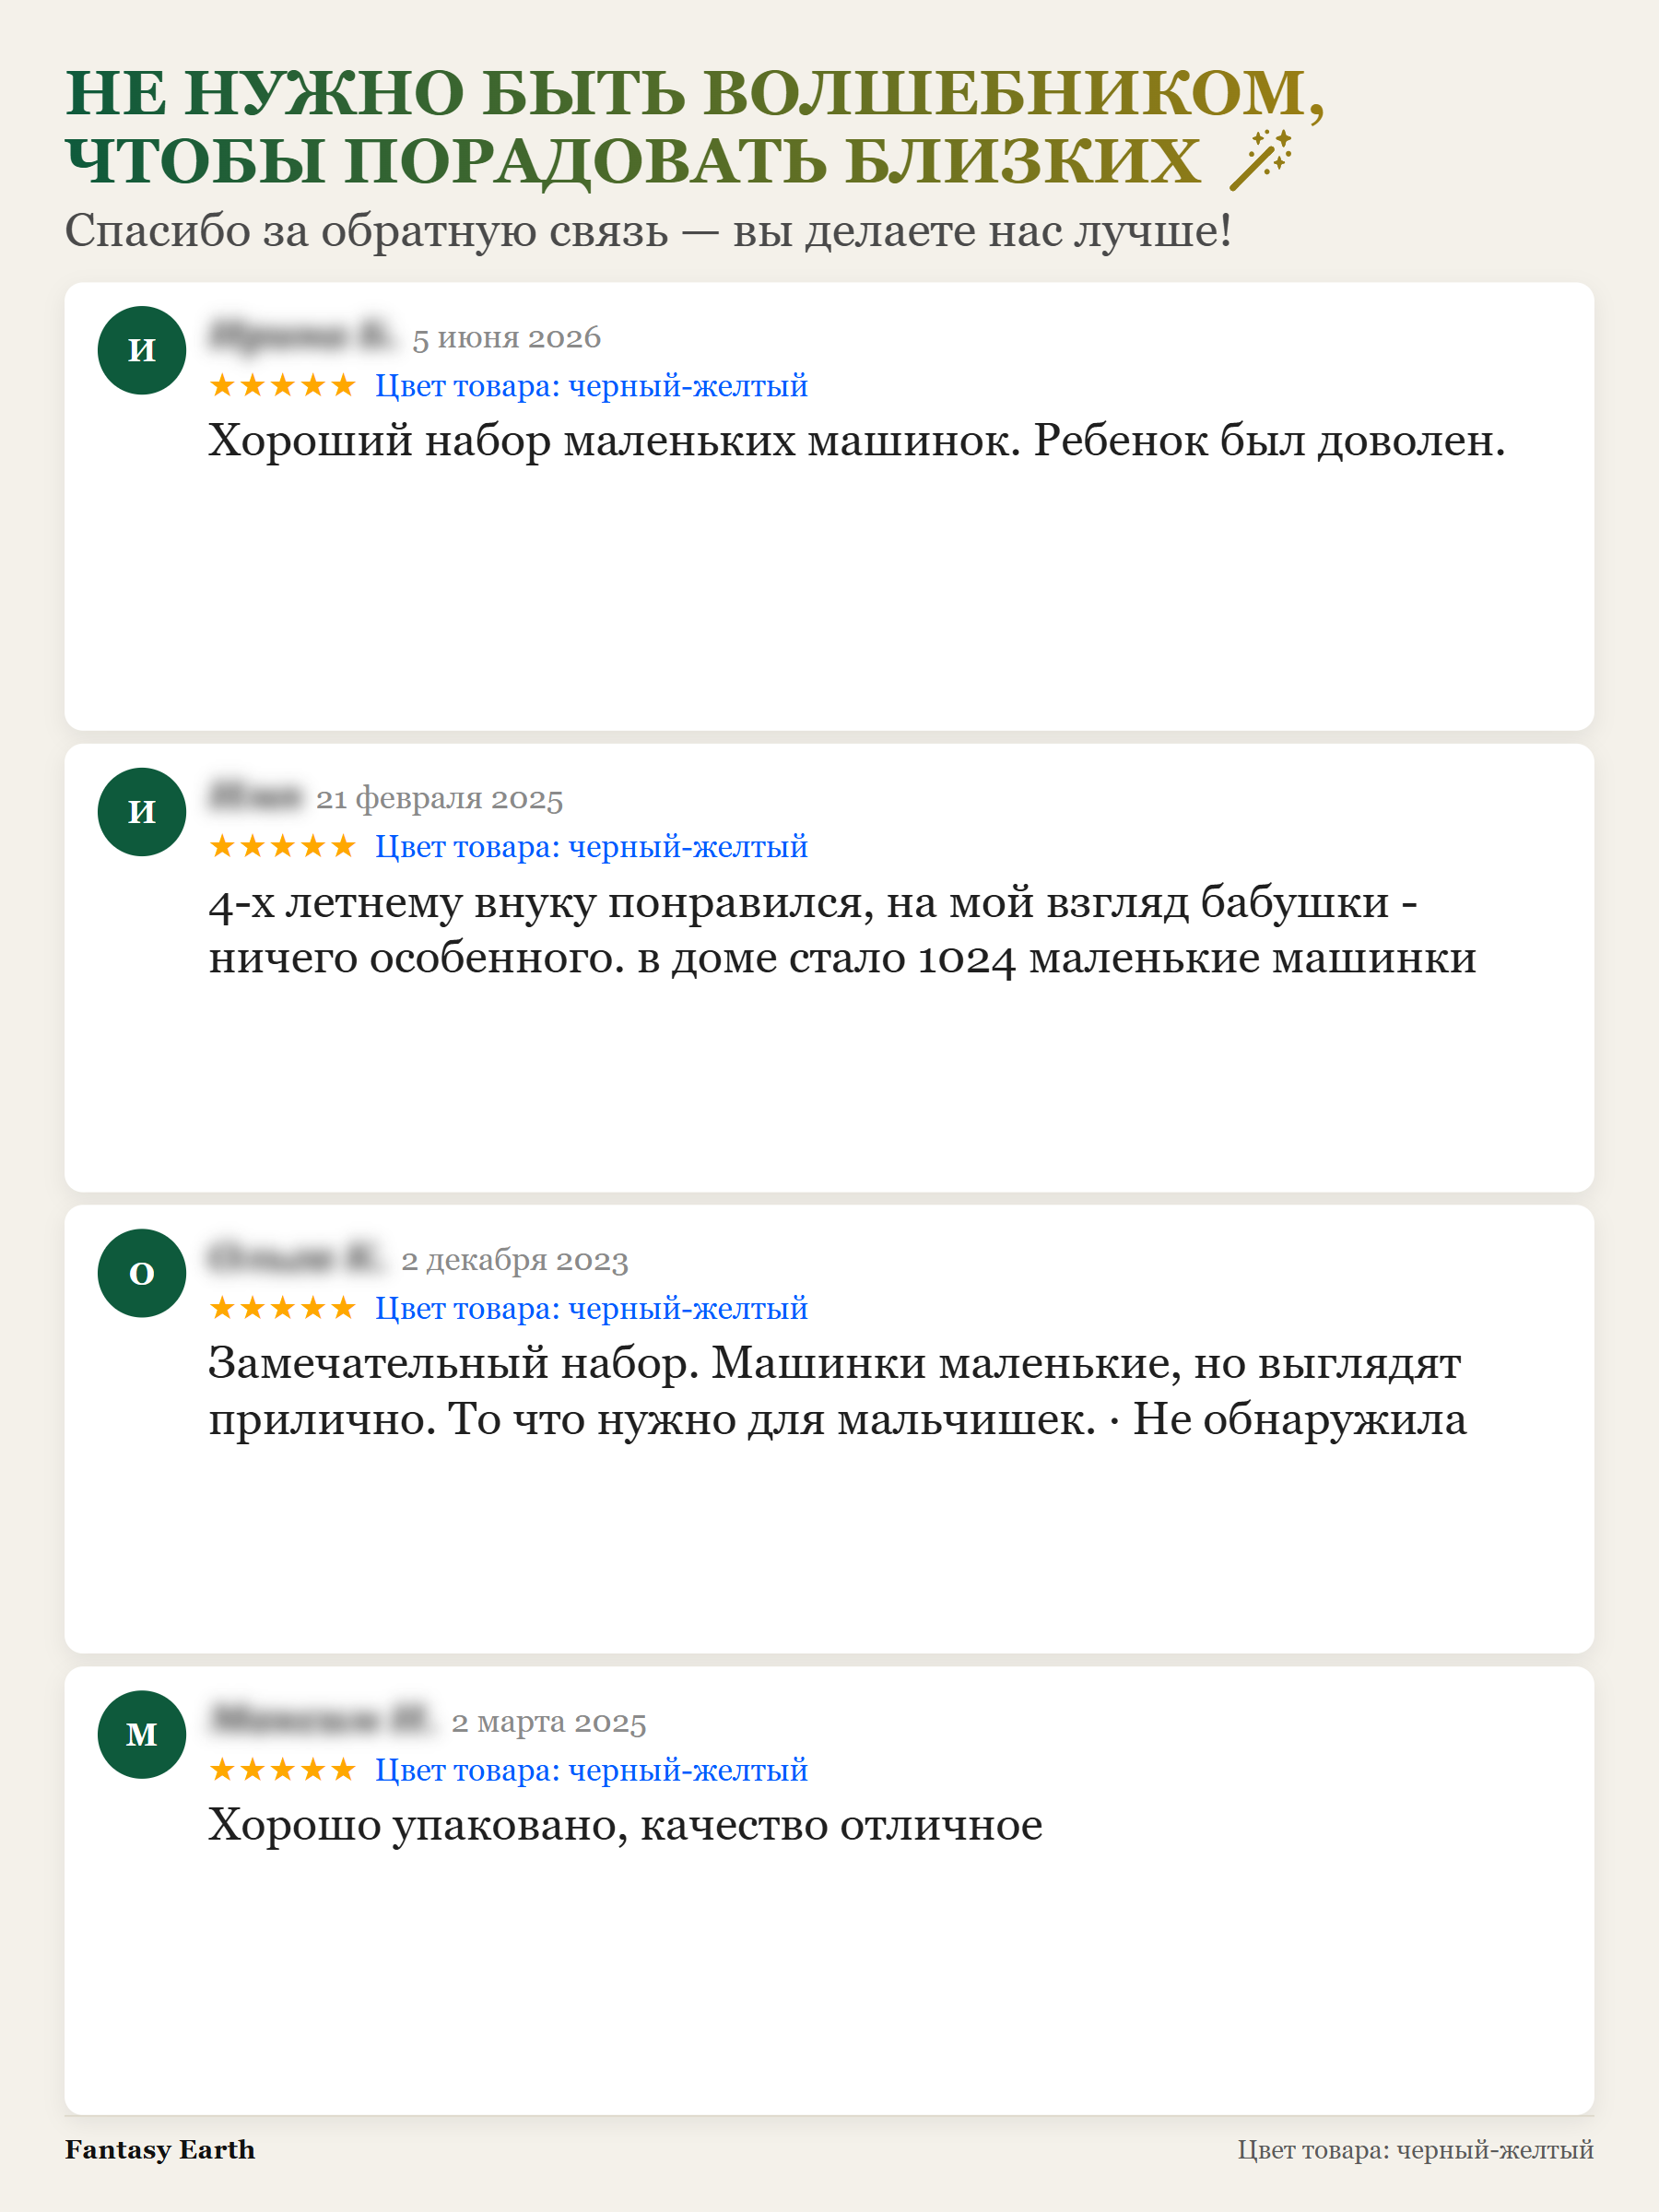 НЕ НУЖНО БЫТЬ ВОЛШЕБНИКОМ,
ЧТОБЫ ПОРАДОВАТЬ БЛИЗКИХ
Спасибо за обратную связь — вы делаете нас лучше!
И
5 июня 2026
★★★★★ Цвет товара: черный-желтый
Хороший набор маленьких машинок. Ребенок был доволен.
И
21 февраля 2025
★★★★★ Цвет товара: черный-желтый
4-х летнему внуку понравился, на мой взгляд бабушки -
ничего особенного. в доме стало 1024 маленькие машинки
О
2 декабря 2023
★★★★★ Цвет товара: черный-желтый
Замечательный набор. Машинки маленькие, но выглядят
прилично. То что нужно для мальчишек. · Не обнаружила
М
2 марта 2025
★★★★★ Цвет товара: черный-желтый
Хорошо упаковано, качество отличное
Fantasy Earth
Цвет товара: черный-желтый